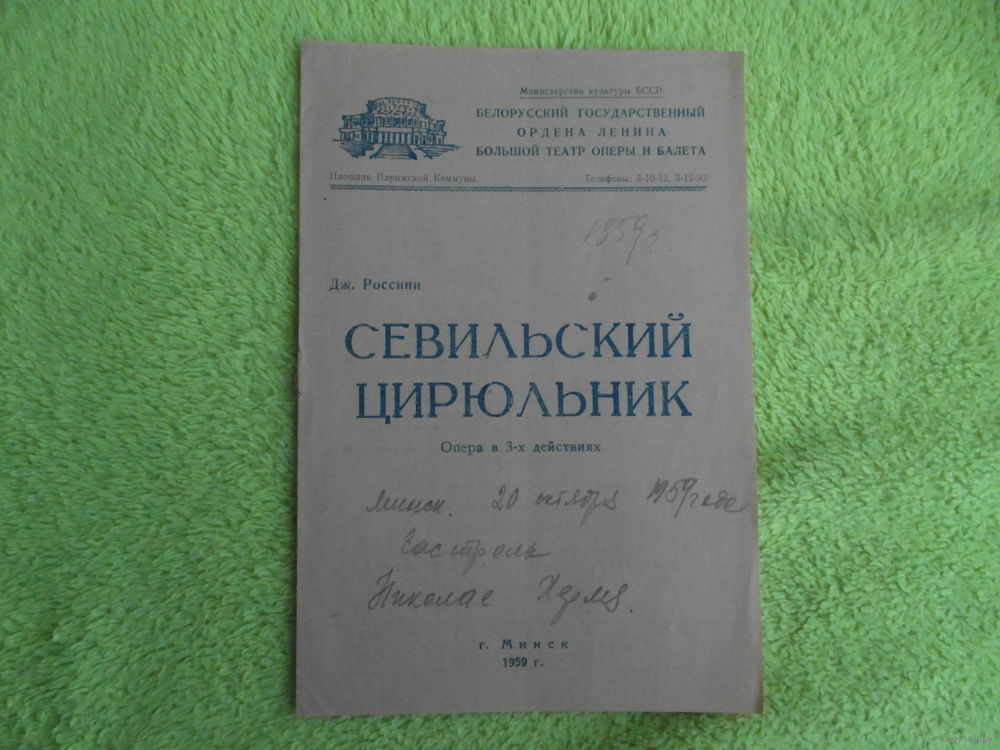 Министерство культуры БССР
БЕЛОРУССКИЙ ГОСУДАРСТВЕННЫЙ
ОРДЕНА ЛЕНИНА
БОЛЬШОЙ ТЕАТР ОПЕРЫ И БАЛЕТА
Площадь Парижской Коммуны. Телефоны: 3-10-12, 3-12-92
1959 г.
Дж. Россини
СЕВИЛЬСКИЙ
ЦИРЮЛЬНИК
Опера в 3-х действиях
Минск. 20 октября 1959 года
Гастроль
Николае Херля.
г. Минск
1959 г.